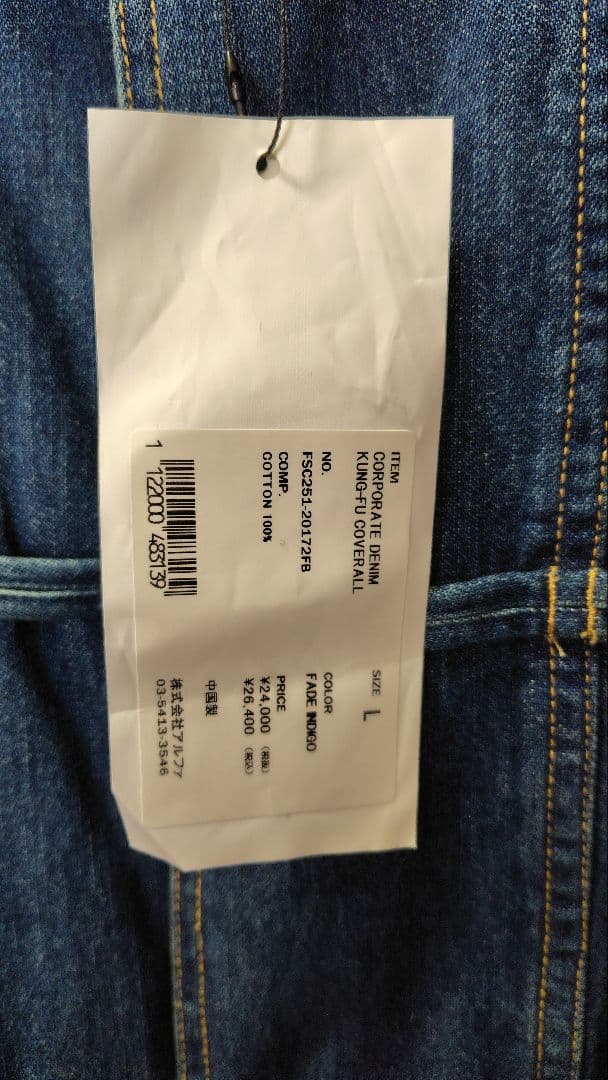 ITEM
CORPORATE DENIM
KUNG-FU COVERALL
SIZE L
NO.
FSC251-20172FB
COLOR
FADE INDIGO
COMP.
COTTON 100%
PRICE
¥24,000 (税抜)
¥26,400 (税込)
中国製
1 122000 483139
株式会社アルファ
03-5413-3546